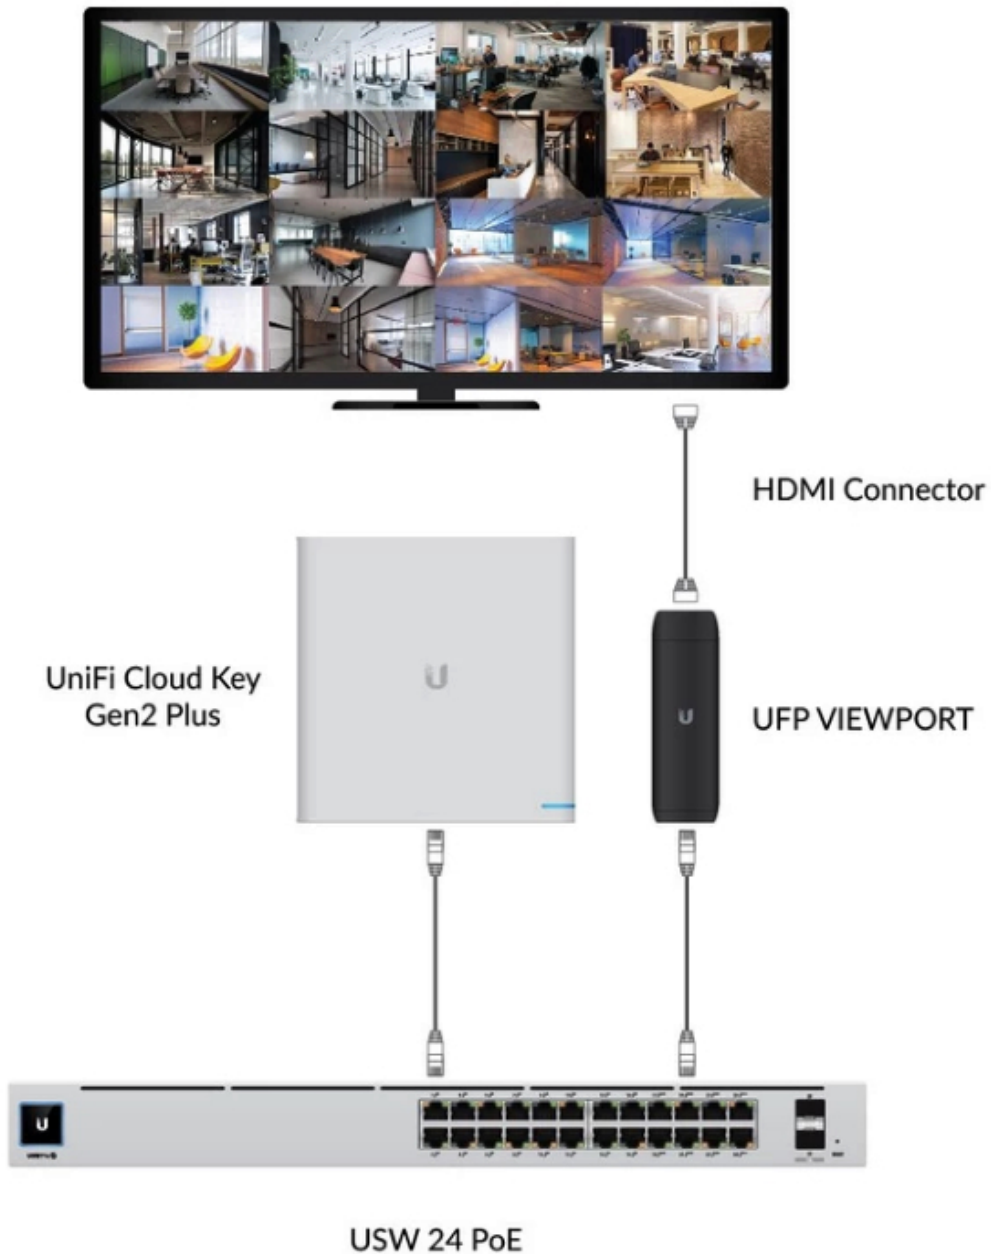 HDMI Connector
UniFi Cloud Key
Gen2 Plus
UFP VIEWPORT
USW 24 PoE